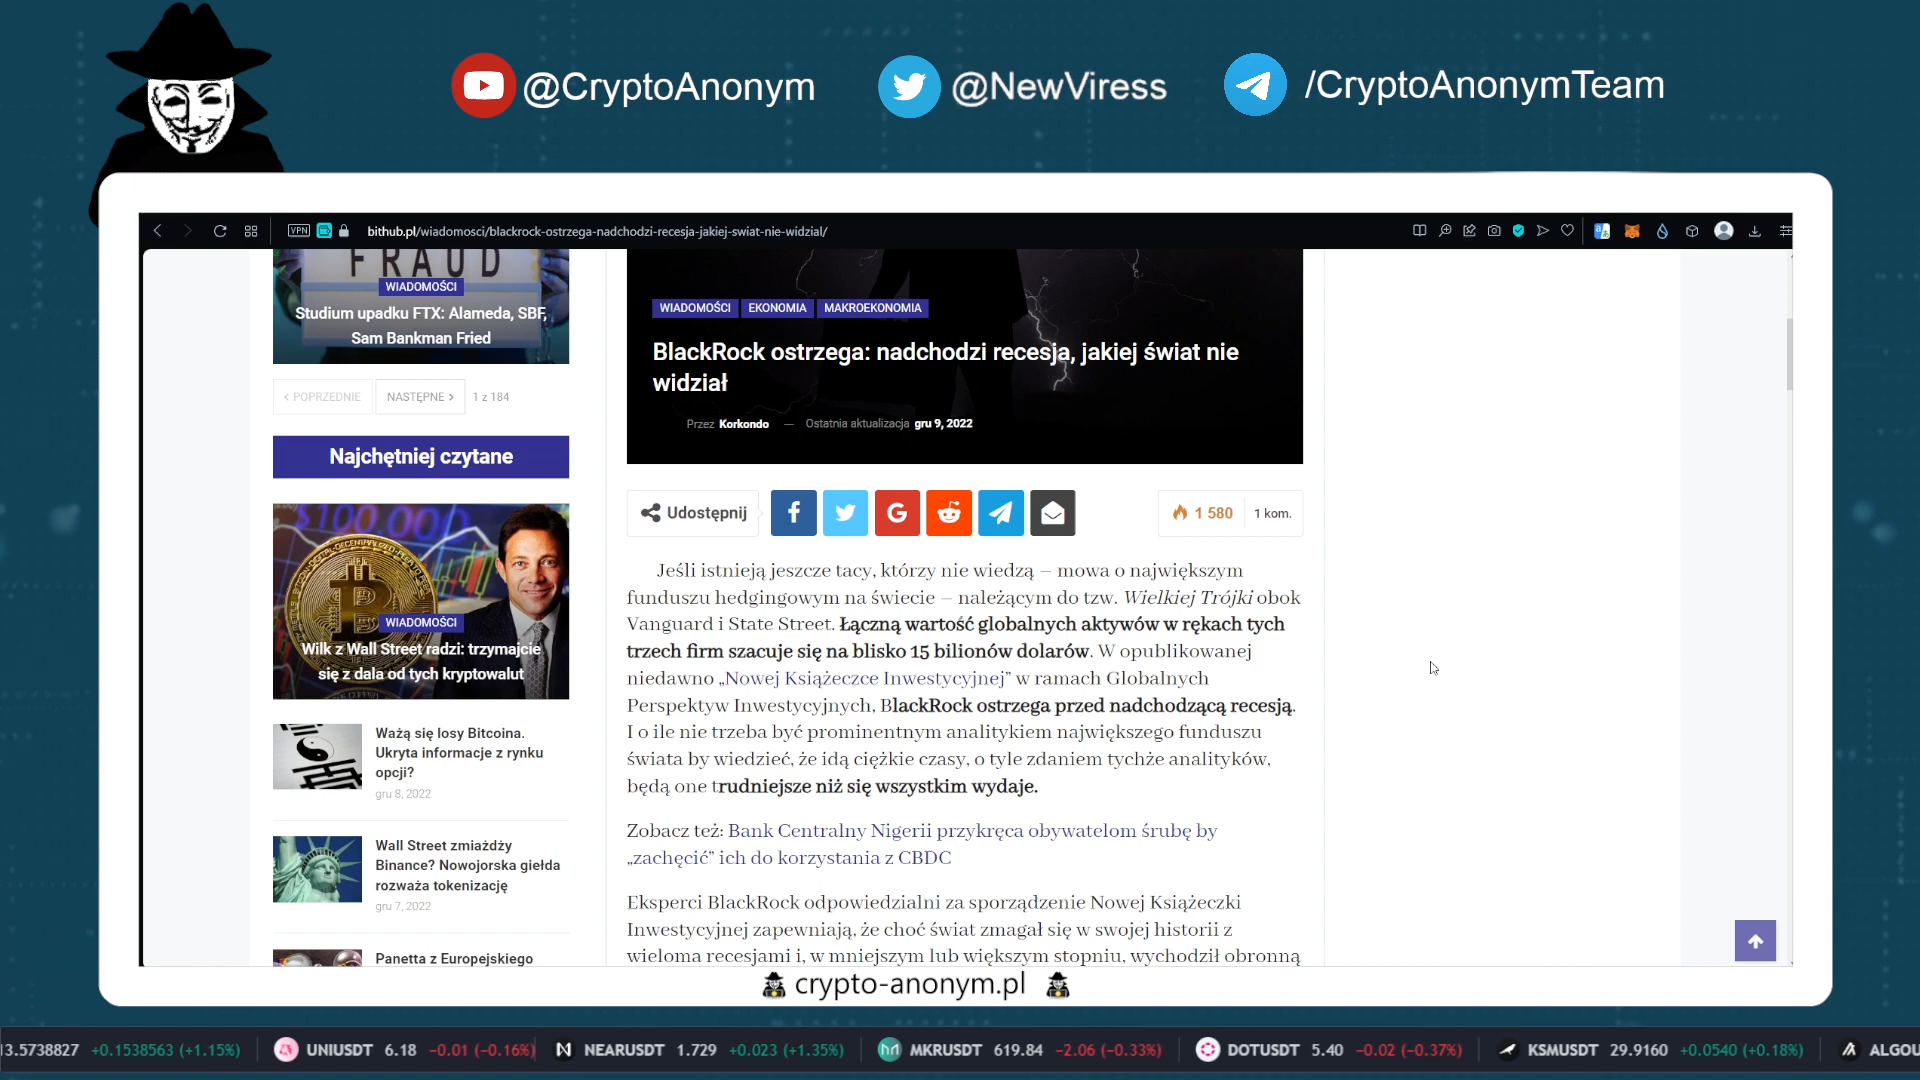 @CryptoAnonym
@NewViress
/CryptoAnonymTeam
VPN
bithub.pl/wiadomosci/blackrock-ostrzega-nadchodzi-recesja-jakiej-swiat-nie-widzial/
FRAUD
WIADOMOŚCI
Studium upadku FTX: Alameda, SBF,
Sam Bankman Fried
POPRZEDNIE
NASTĘPNE
1 z 184
Najchętniej czytane
$100,000
WIADOMOŚCI
Wilk z Wall Street radzi: trzymajcie
się z dala od tych kryptowalut
Ważą się losy Bitcoina.
Ukryta informacje z rynku
opcji?
gru 8, 2022
Wall Street zmiażdży
Binance? Nowojorska giełda
rozważa tokenizację
gru 7, 2022
Panetta z Europejskiego
WIADOMOŚCI EKONOMIA MAKROEKONOMIA
BlackRock ostrzega: nadchodzi recesja, jakiej świat nie
widział
Przez Korkondo — Ostatnia aktualizacja gru 9, 2022
Udostępnij
1 580
1 kom.
Jeśli istnieją jeszcze tacy, którzy nie wiedzą – mowa o największym
funduszu hedgingowym na świecie – należącym do tzw. Wielkiej Trójki obok
Vanguard i State Street. Łączną wartość globalnych aktywów w rękach tych
trzech firm szacuje się na blisko 15 bilionów dolarów. W opublikowanej
niedawno „Nowej Książeczce Inwestycyjnej” w ramach Globalnych
Perspektyw Inwestycyjnych, BlackRock ostrzega przed nadchodzącą recesją.
I o ile nie trzeba być prominentnym analitykiem największego funduszu
świata by wiedzieć, że idą ciężkie czasy, o tyle zdaniem tychże analityków,
będą one trudniejsze niż się wszystkim wydaje.
Zobacz też: Bank Centralny Nigerii przykręca obywatelom śrubę by
„zachęcić” ich do korzystania z CBDC
Eksperci BlackRock odpowiedzialni za sporządzenie Nowej Książeczki
Inwestycyjnej zapewniają, że choć świat zmagał się w swojej historii z
wieloma recesjami i, w mniejszym lub większym stopniu, wychodził obronną
crypto-anonym.pl
13.5738827 +0.1538563 (+1.15%) UNIUSDT 6.18 −0.01 (−0.16%) NEARUSDT 1.729 +0.023 (+1.35%) MKRUSDT 619.84 −2.06 (−0.33%) DOTUSDT 5.40 −0.02 (−0.37%) KSMUSDT 29.9160 +0.0540 (+0.18%) ALGOU